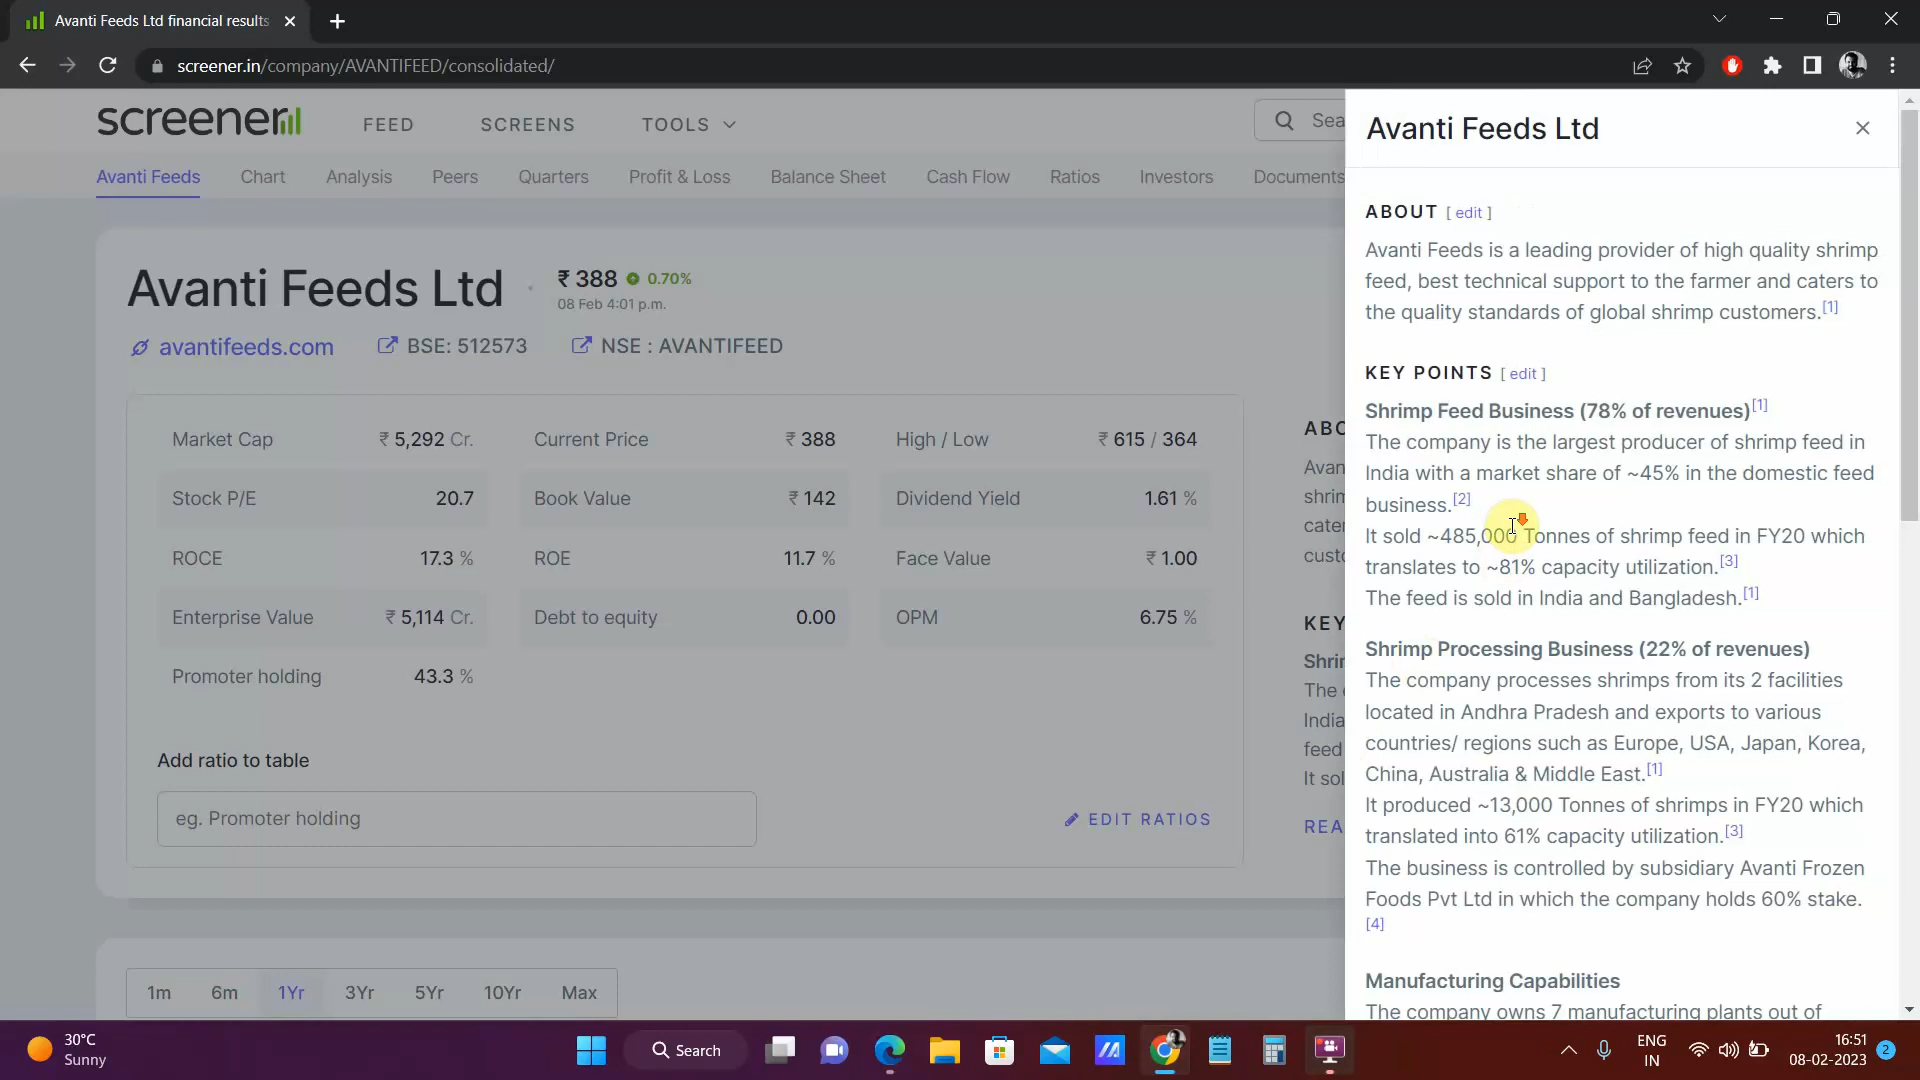 Avanti Feeds Ltd financial results
screener.in/company/AVANTIFEED/consolidated/
screener
FEED
SCREENS
TOOLS
Sea
Avanti Feeds
Chart
Analysis
Peers
Quarters
Profit & Loss
Balance Sheet
Cash Flow
Ratios
Investors
Documents
Avanti Feeds Ltd
₹ 388 0.70%
08 Feb 4:01 p.m.
avantifeeds.com
BSE: 512573
NSE : AVANTIFEED
Market Cap ₹ 5,292 Cr.
Current Price ₹ 388
High / Low ₹ 615 / 364
Stock P/E 20.7
Book Value ₹ 142
Dividend Yield 1.61 %
ROCE 17.3 %
ROE 11.7 %
Face Value ₹ 1.00
Enterprise Value ₹ 5,114 Cr.
Debt to equity 0.00
OPM 6.75 %
Promoter holding 43.3 %
Add ratio to table
eg. Promoter holding
EDIT RATIOS
ABO
Avan
shrim
cater
custo
KEY
Shrir
The
India
feed
It sol
REA
1m
6m
1Yr
3Yr
5Yr
10Yr
Max
Avanti Feeds Ltd
ABOUT [ edit ]
Avanti Feeds is a leading provider of high quality shrimp
feed, best technical support to the farmer and caters to
the quality standards of global shrimp customers.[1]
KEY POINTS [ edit ]
Shrimp Feed Business (78% of revenues)[1]
The company is the largest producer of shrimp feed in
India with a market share of ~45% in the domestic feed
business.[2]
It sold ~485,000 Tonnes of shrimp feed in FY20 which
translates to ~81% capacity utilization.[3]
The feed is sold in India and Bangladesh.[1]
Shrimp Processing Business (22% of revenues)
The company processes shrimps from its 2 facilities
located in Andhra Pradesh and exports to various
countries/ regions such as Europe, USA, Japan, Korea,
China, Australia & Middle East.[1]
It produced ~13,000 Tonnes of shrimps in FY20 which
translated into 61% capacity utilization.[3]
The business is controlled by subsidiary Avanti Frozen
Foods Pvt Ltd in which the company holds 60% stake.
[4]
Manufacturing Capabilities
The company owns 7 manufacturing plants out of
30°C
Sunny
Search
ENG
IN
16:51
08-02-2023
2